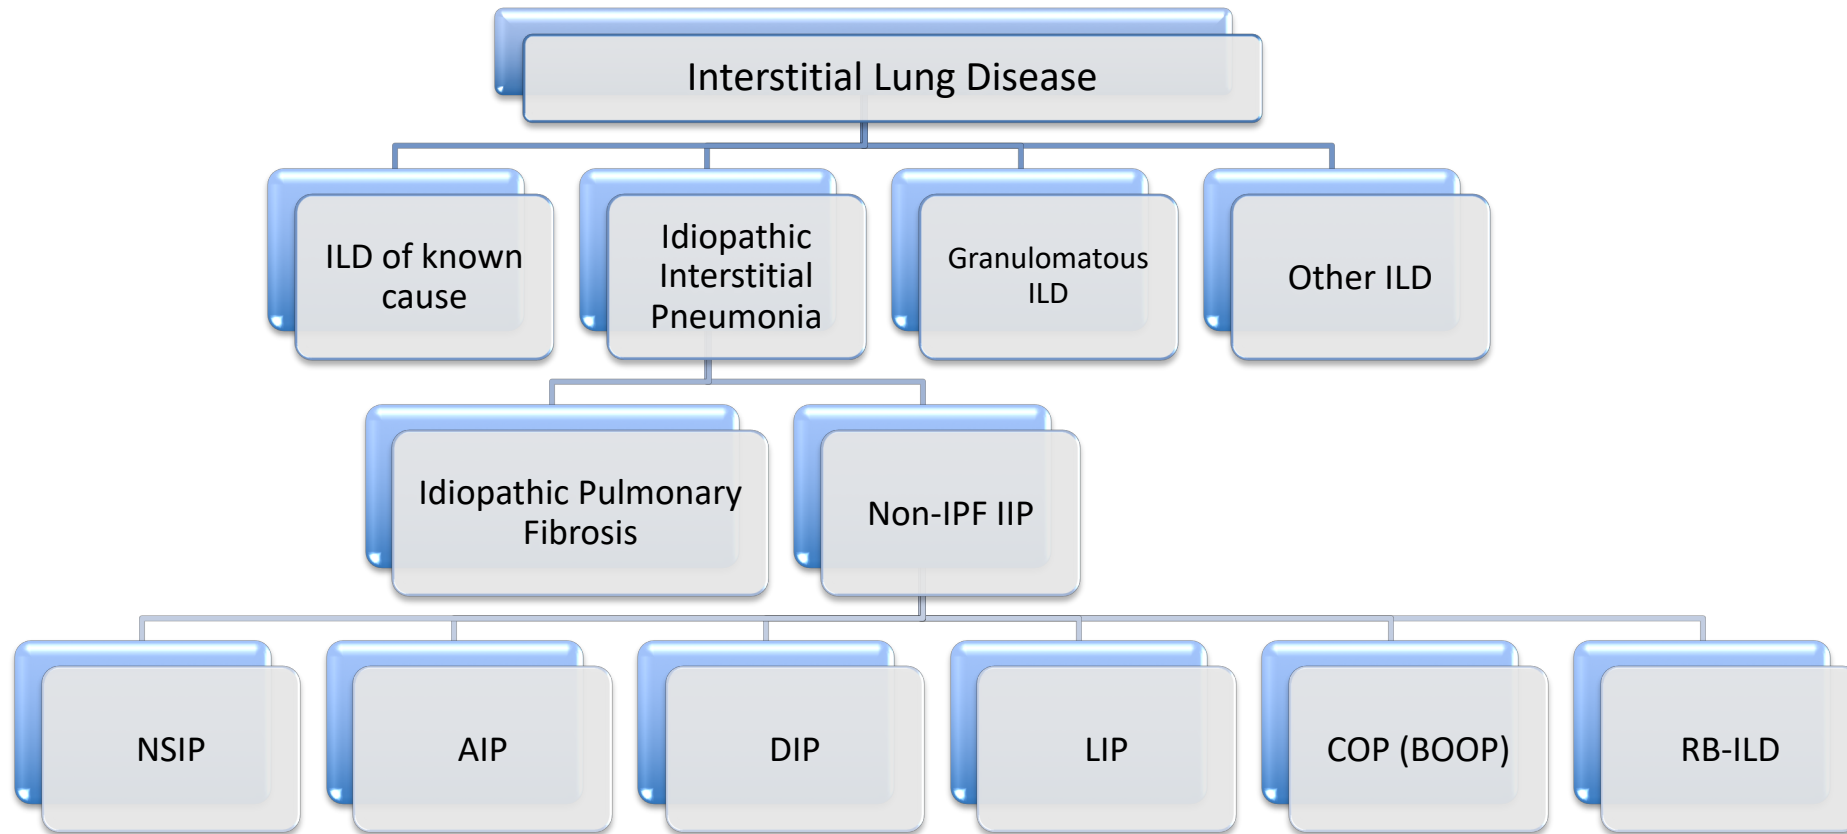 Interstitial Lung Disease
ILD of known
cause
Idiopathic
Interstitial
Pneumonia
Granulomatous
ILD
Other ILD
Idiopathic Pulmonary
Fibrosis
Non-IPF IIP
NSIP
AIP
DIP
LIP
COP (BOOP)
RB-ILD